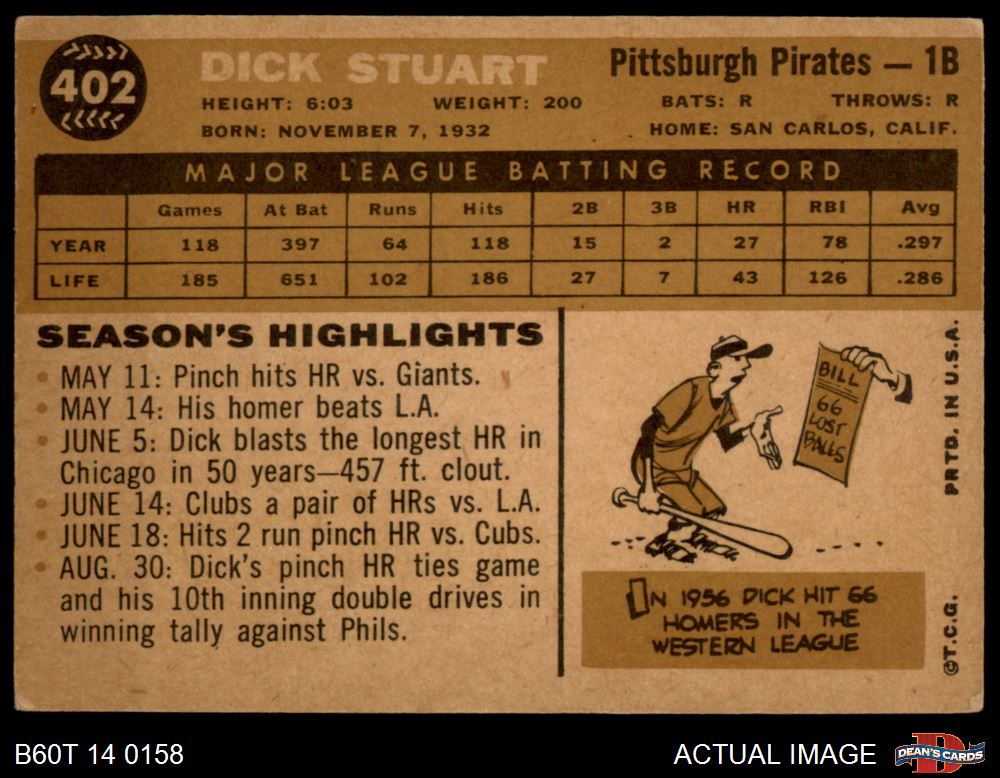 402
DICK STUART
Pittsburgh Pirates — 1B
HEIGHT: 6:03 WEIGHT: 200 BATS: R THROWS: R
BORN: NOVEMBER 7, 1932 HOME: SAN CARLOS, CALIF.
MAJOR LEAGUE BATTING RECORD
Games At Bat Runs Hits 2B 3B HR RBI Avg
YEAR 118 397 64 118 15 2 27 78 .297
LIFE 185 651 102 186 27 7 43 126 .286
SEASON'S HIGHLIGHTS
• MAY 11: Pinch hits HR vs. Giants.
• MAY 14: His homer beats L.A.
• JUNE 5: Dick blasts the longest HR in
Chicago in 50 years—457 ft. clout.
• JUNE 14: Clubs a pair of HRs vs. L.A.
• JUNE 18: Hits 2 run pinch HR vs. Cubs.
• AUG. 30: Dick's pinch HR ties game
and his 10th inning double drives in
winning tally against Phils.
BILL
66
LOST
BALLS
IN 1956 DICK HIT 66
HOMERS IN THE
WESTERN LEAGUE
©T.C.G. PRTD. IN U.S.A.
B60T 14 0158
ACTUAL IMAGE
D
DEAN'S CARDS